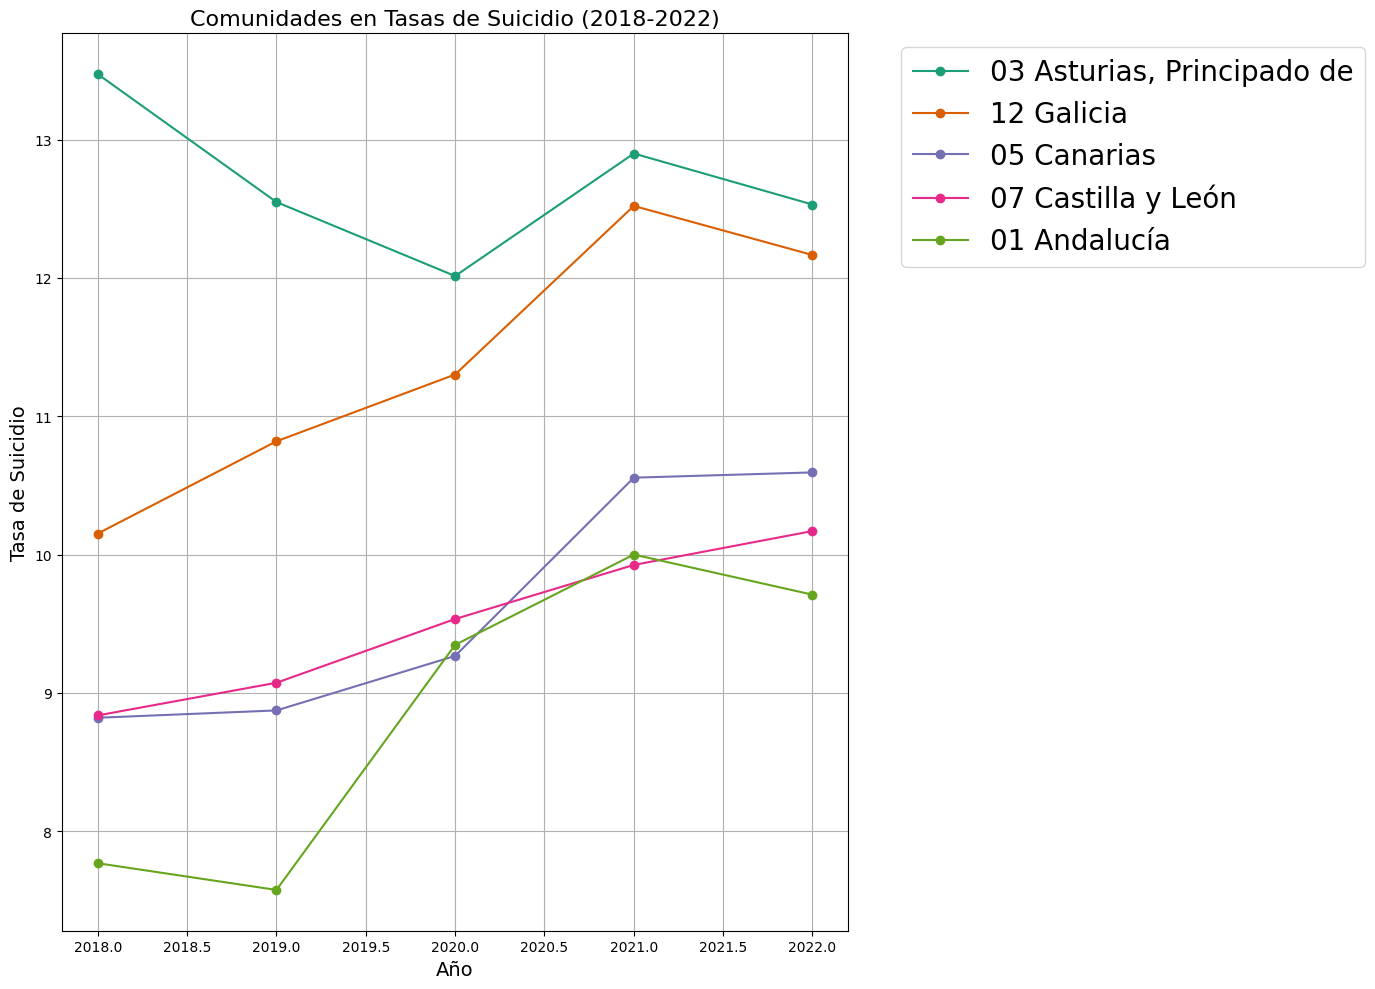 Comunidades en Tasas de Suicidio (2018-2022)
03 Asturias, Principado de
12 Galicia
05 Canarias
07 Castilla y León
01 Andalucía
Tasa de Suicidio
13
12
11
10
9
8
2018.0 2018.5 2019.0 2019.5 2020.0 2020.5 2021.0 2021.5 2022.0
Año